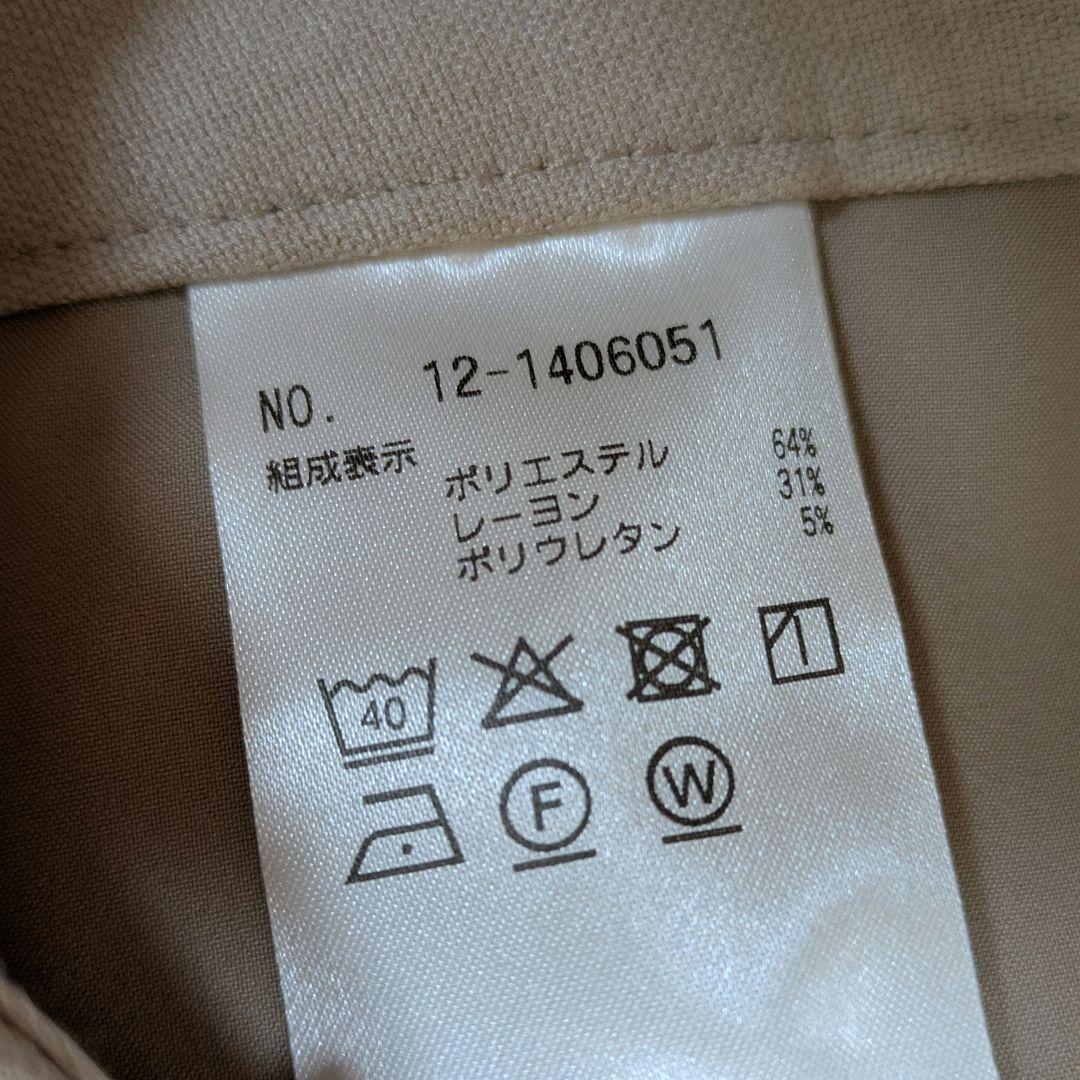 NO. 12-1406051
組成表示 ポリエステル 64%
レーヨン 31%
ポリウレタン 5%
40
F W